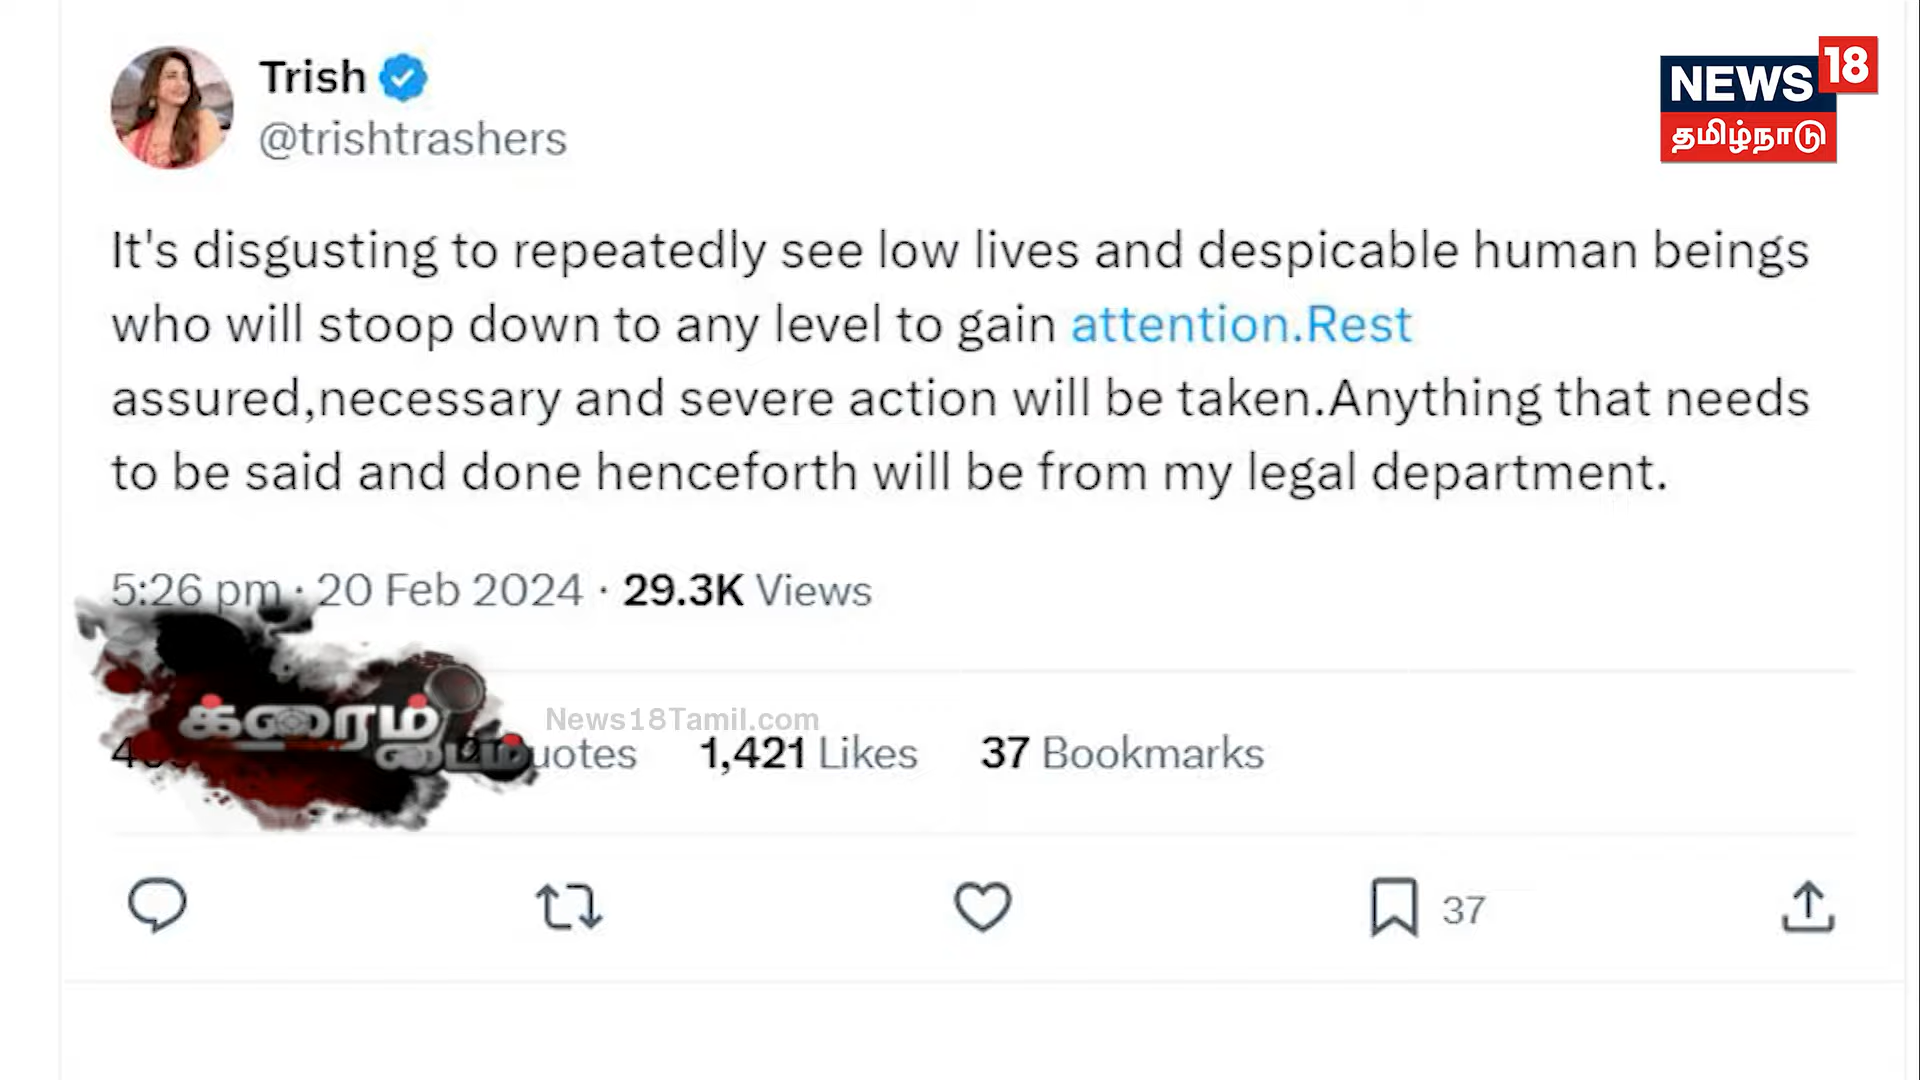 Trish
@trishtrashers
NEWS 18
தமிழ்நாடு
It's disgusting to repeatedly see low lives and despicable human beings
who will stoop down to any level to gain attention.Rest
assured,necessary and severe action will be taken.Anything that needs
to be said and done henceforth will be from my legal department.
5:26 pm · 20 Feb 2024 · 29.3K Views
க்ரைம்
டைம்
News18Tamil.com
1,421 Likes 37 Bookmarks
37